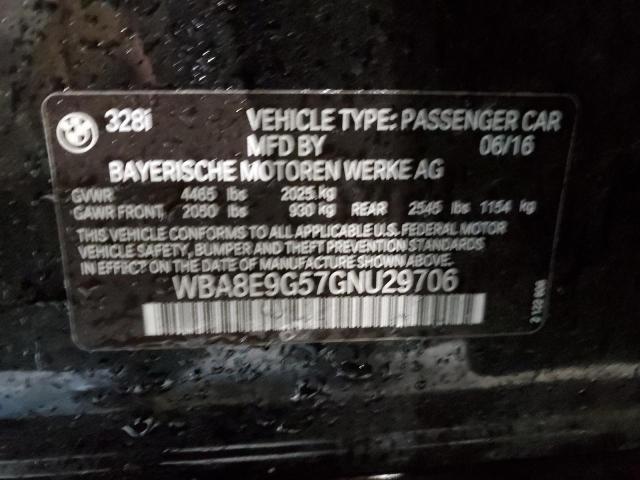 328i VEHICLE TYPE: PASSENGER CAR
MFD BY 06/16
BAYERISCHE MOTOREN WERKE AG
GVWR 4465 lbs 2025 kg
GAWR FRONT 2050 lbs 930 kg REAR 2545 lbs 1154 kg
THIS VEHICLE CONFORMS TO ALL APPLICABLE U.S. FEDERAL MOTOR
VEHICLE SAFETY, BUMPER AND THEFT PREVENTION STANDARDS
IN EFFECT ON THE DATE OF MANUFACTURE SHOWN ABOVE.
WBA8E9G57GNU29706